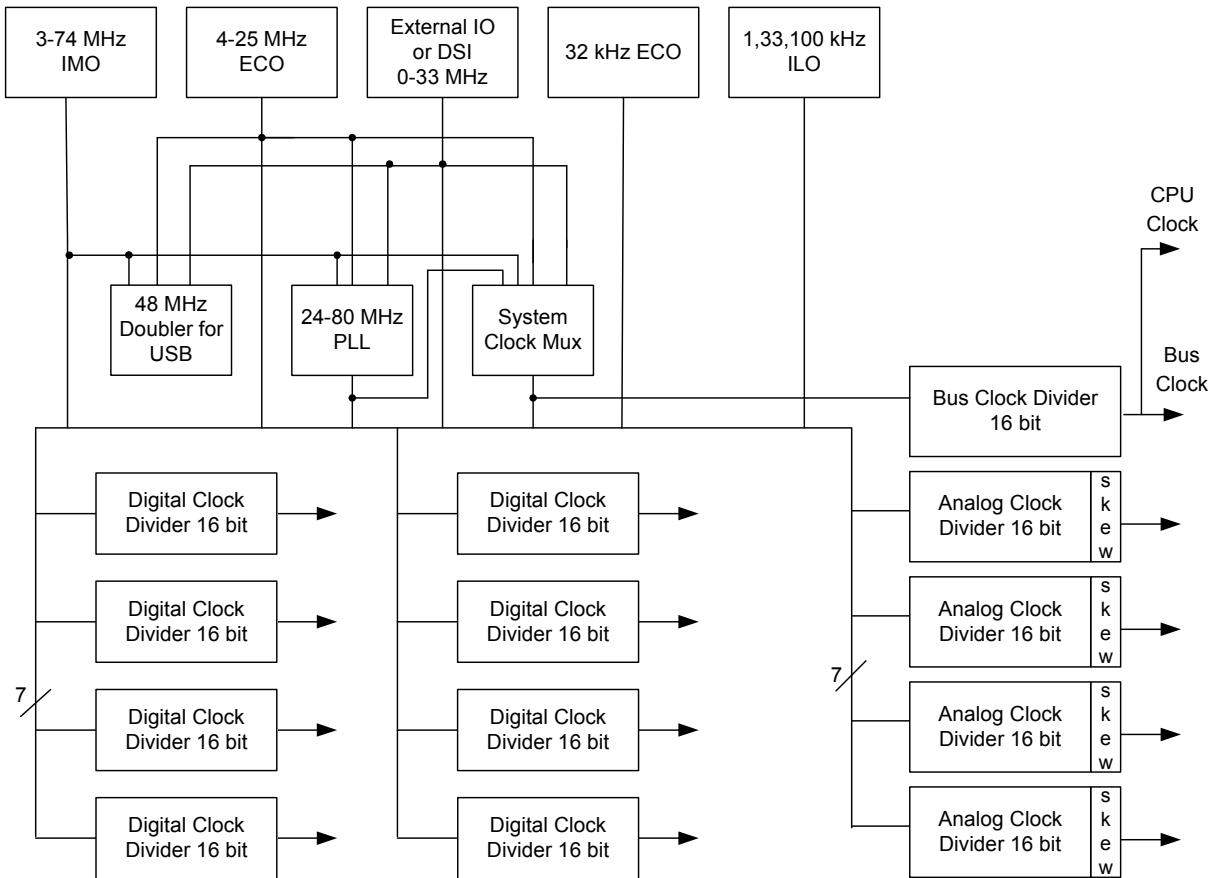 3-74 MHz
IMO
4-25 MHz
ECO
External IO
or DSI
0-33 MHz
32 kHz ECO
1,33,100 kHz
ILO
CPU
Clock
48 MHz
Doubler for
USB
24-80 MHz
PLL
System
Clock Mux
Bus
Clock
Bus Clock Divider
16 bit
Digital Clock
Divider 16 bit
Digital Clock
Divider 16 bit
Analog Clock
Divider 16 bit
s
k
e
w
Digital Clock
Divider 16 bit
Digital Clock
Divider 16 bit
Analog Clock
Divider 16 bit
s
k
e
w
7
7
Digital Clock
Divider 16 bit
Digital Clock
Divider 16 bit
Analog Clock
Divider 16 bit
s
k
e
w
Digital Clock
Divider 16 bit
Digital Clock
Divider 16 bit
Analog Clock
Divider 16 bit
s
k
e
w